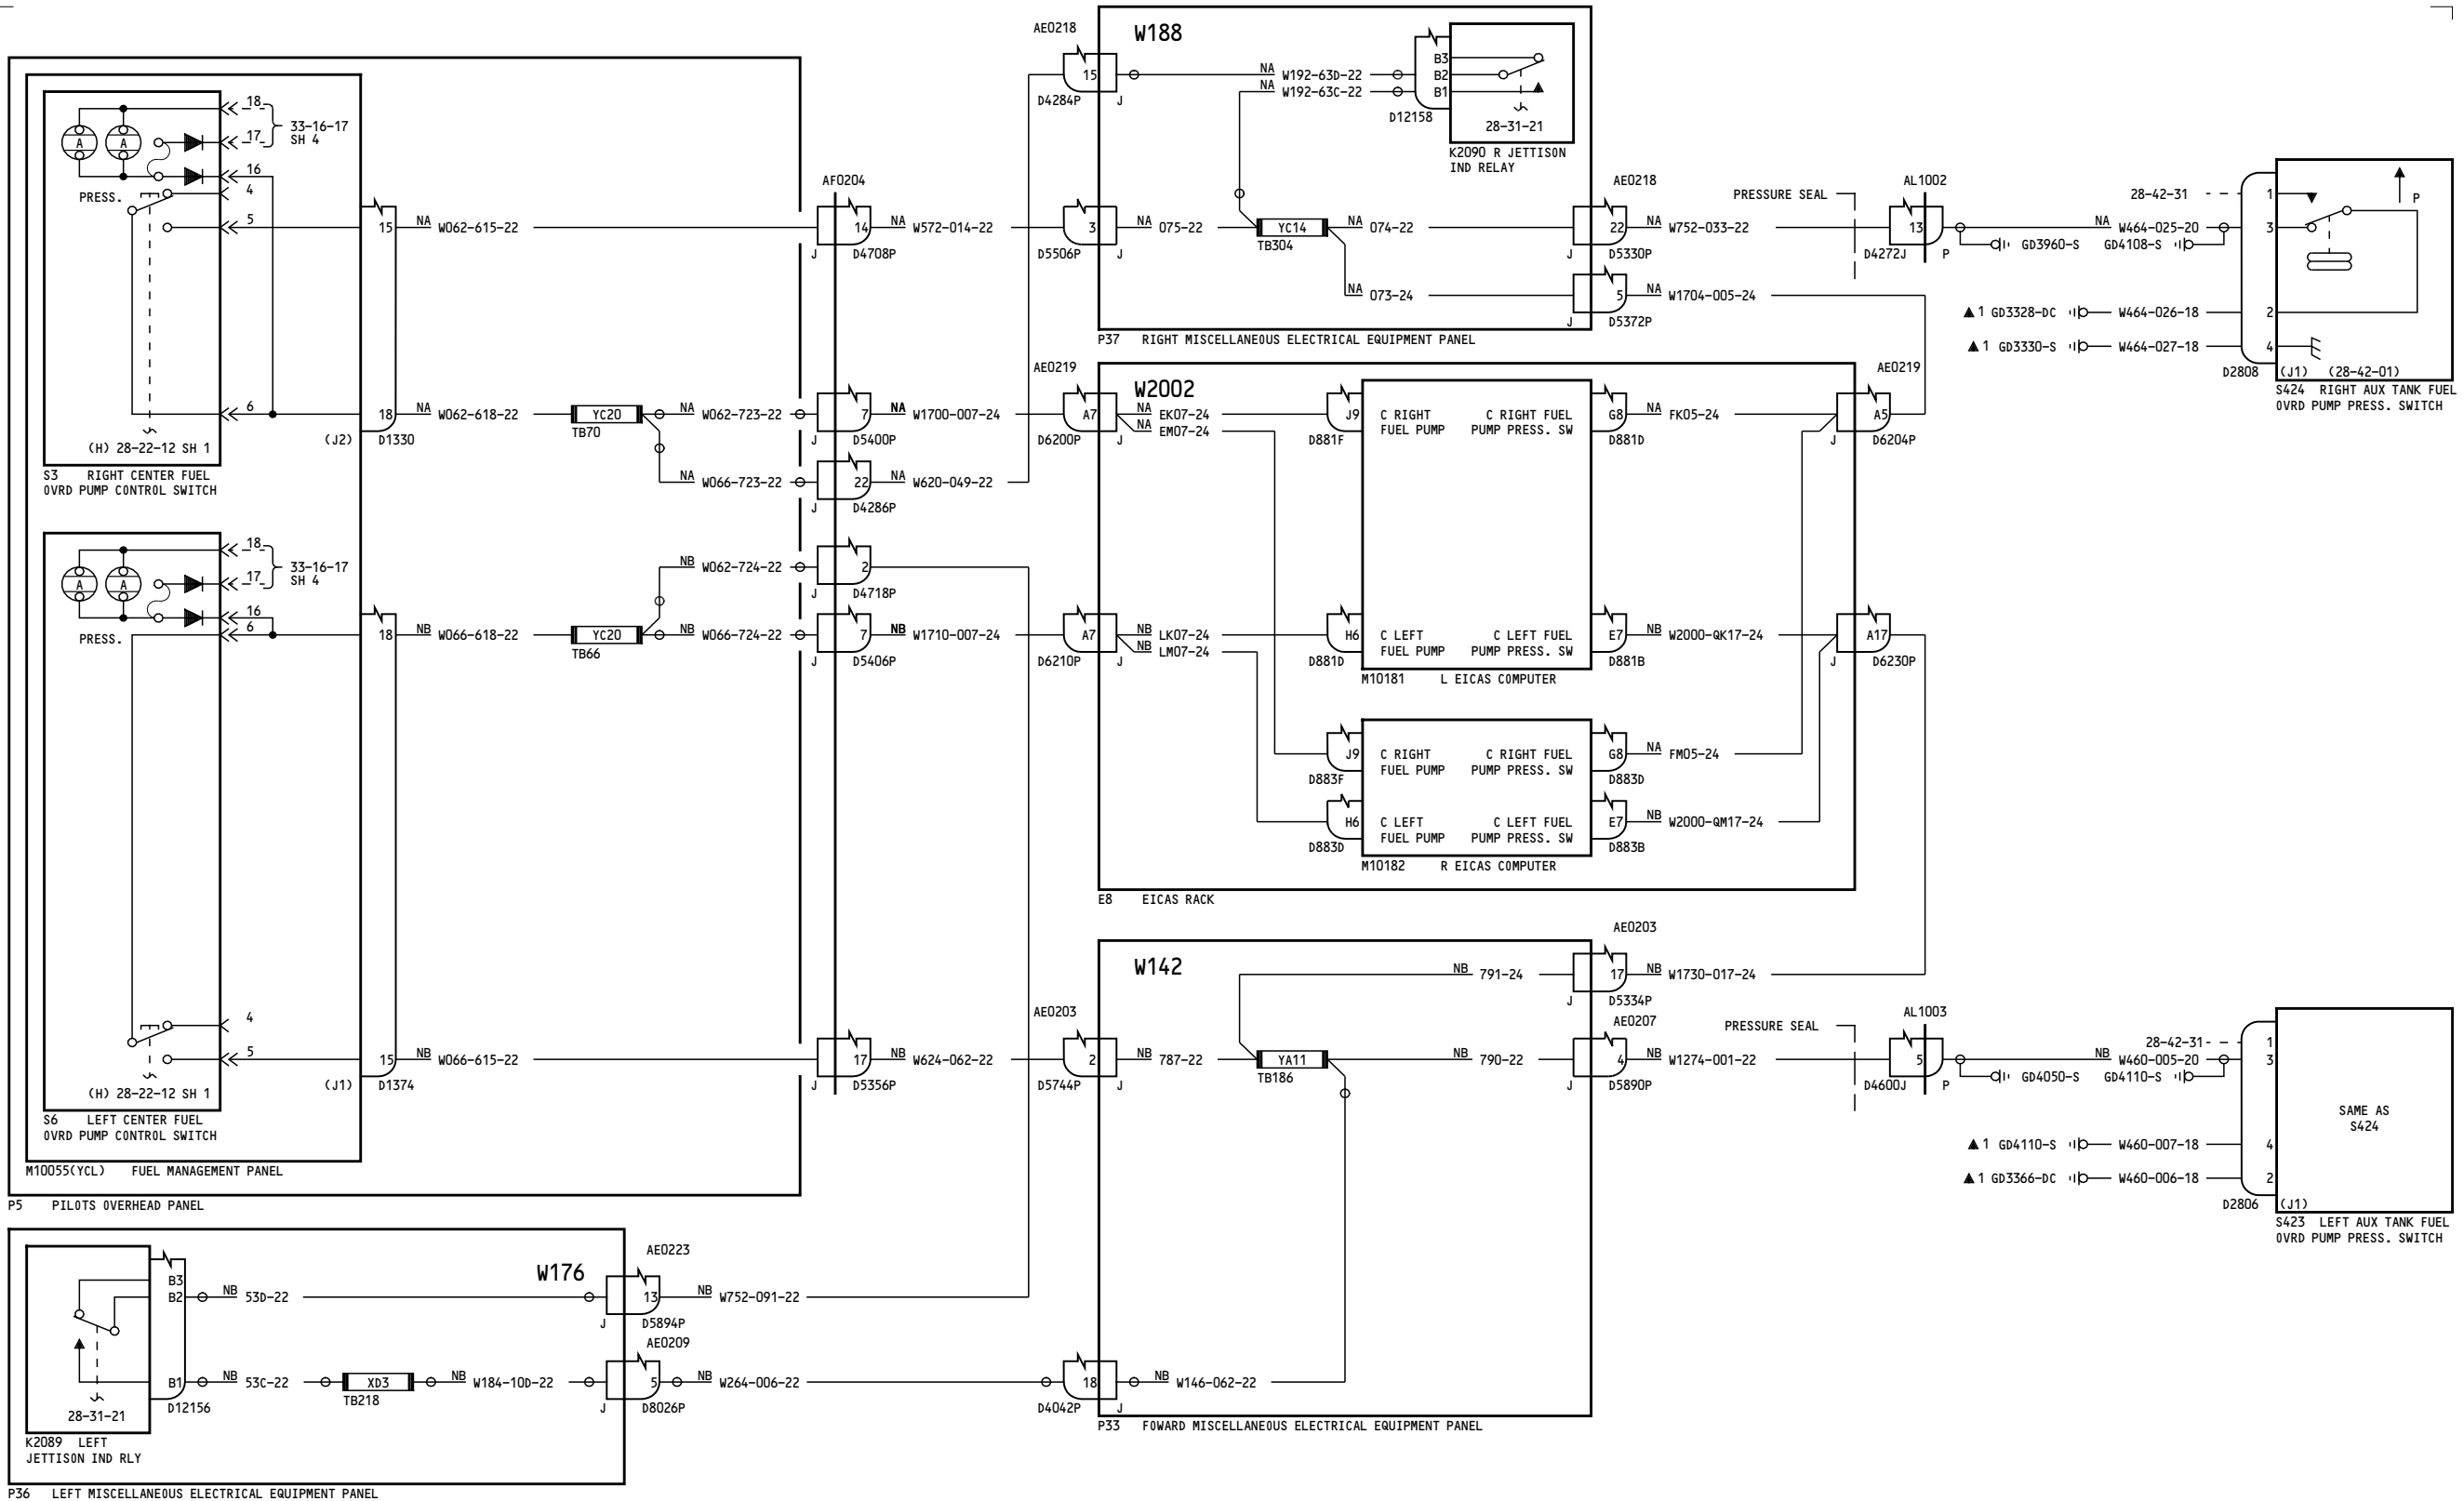 W188
AE0218
15
D4284P
J
NA W192-63D-22
NA W192-63C-22
B3
B2
B1
D12158
28-31-21
K2090 R JETTISON
IND RELAY
18
17
33-16-17
SH 4
16
4
5
6
A
A
PRESS.
(H) 28-22-12 SH 1
S3 RIGHT CENTER FUEL
OVRD PUMP CONTROL SWITCH
15
NA W062-615-22
18
NA W062-618-22
(J2) D1330
YC20
TB70
NA W062-723-22
NA W066-723-22
AF0204
14
J D4708P
NA W572-014-22
7
J D5400P
NA W1700-007-24
22
J D4286P
NA W620-049-22
3
D5506P
J
NA 075-22
YC14
TB304
NA 074-22
NA 073-24
AE0218
22
J D5330P
NA W752-033-22
5
J D5372P
NA W1704-005-24
P37 RIGHT MISCELLANEOUS ELECTRICAL EQUIPMENT PANEL
PRESSURE SEAL
AL1002
13
D4272J P
NA W464-025-20
GD3960-S GD4108-S
28-42-31
1
3
2
4
P
▲1 GD3328-DC W464-026-18
▲1 GD3330-S W464-027-18
D2808 (J1) (28-42-01)
S424 RIGHT AUX TANK FUEL
OVRD PUMP PRESS. SWITCH
AE0219
A7
D6200P
J
W2002
NA EK07-24
NA EM07-24
J9
D881F
C RIGHT
FUEL PUMP
C RIGHT FUEL
PUMP PRESS. SW
G8
D881D
NA FK05-24
AE0219
A5
J D6204P
18
17
33-16-17
SH 4
16
6
A
A
PRESS.
18
NB W066-618-22
YC20
TB66
NB W062-724-22
NB W066-724-22
2
D4718P
7
J D5406P
NB W1710-007-24
A7
D6210P
J
NB LK07-24
NB LM07-24
H6
D881D
C LEFT
FUEL PUMP
C LEFT FUEL
PUMP PRESS. SW
E7
D881B
NB W2000-QK17-24
A17
J D6230P
M10181 L EICAS COMPUTER
J9
D883F
C RIGHT
FUEL PUMP
C RIGHT FUEL
PUMP PRESS. SW
G8
D883D
NA FM05-24
H6
D883D
C LEFT
FUEL PUMP
C LEFT FUEL
PUMP PRESS. SW
E7
D883B
NB W2000-QM17-24
M10182 R EICAS COMPUTER
E8 EICAS RACK
4
5
(H) 28-22-12 SH 1
S6 LEFT CENTER FUEL
OVRD PUMP CONTROL SWITCH
15
(J1) D1374
NB W066-615-22
17
J D5356P
NB W624-062-22
M10055(YCL) FUEL MANAGEMENT PANEL
P5 PILOTS OVERHEAD PANEL
AE0203
2
D5744P
J
W142
NB 787-22
YA11
TB186
NB 791-24
NB 790-22
AE0203
17
J D5334P
NB W1730-017-24
AE0207
4
J D5890P
NB W1274-001-22
PRESSURE SEAL
AL1003
5
D4600J P
NB W460-005-20
GD4050-S GD4110-S
28-42-31
1
3
4
2
▲1 GD4110-S W460-007-18
▲1 GD3366-DC W460-006-18
SAME AS
S424
D2806 (J1)
S423 LEFT AUX TANK FUEL
OVRD PUMP PRESS. SWITCH
W176
B3
B2
B1
28-31-21
D12156
K2089 LEFT
JETTISON IND RLY
NB 53D-22
NB 53C-22
XD3
TB218
NB W184-10D-22
AE0223
13
J D5894P
NB W752-091-22
AE0209
5
J D8026P
NB W264-006-22
18
D4042P
J
NB W146-062-22
P33 FOWARD MISCELLANEOUS ELECTRICAL EQUIPMENT PANEL
P36 LEFT MISCELLANEOUS ELECTRICAL EQUIPMENT PANEL